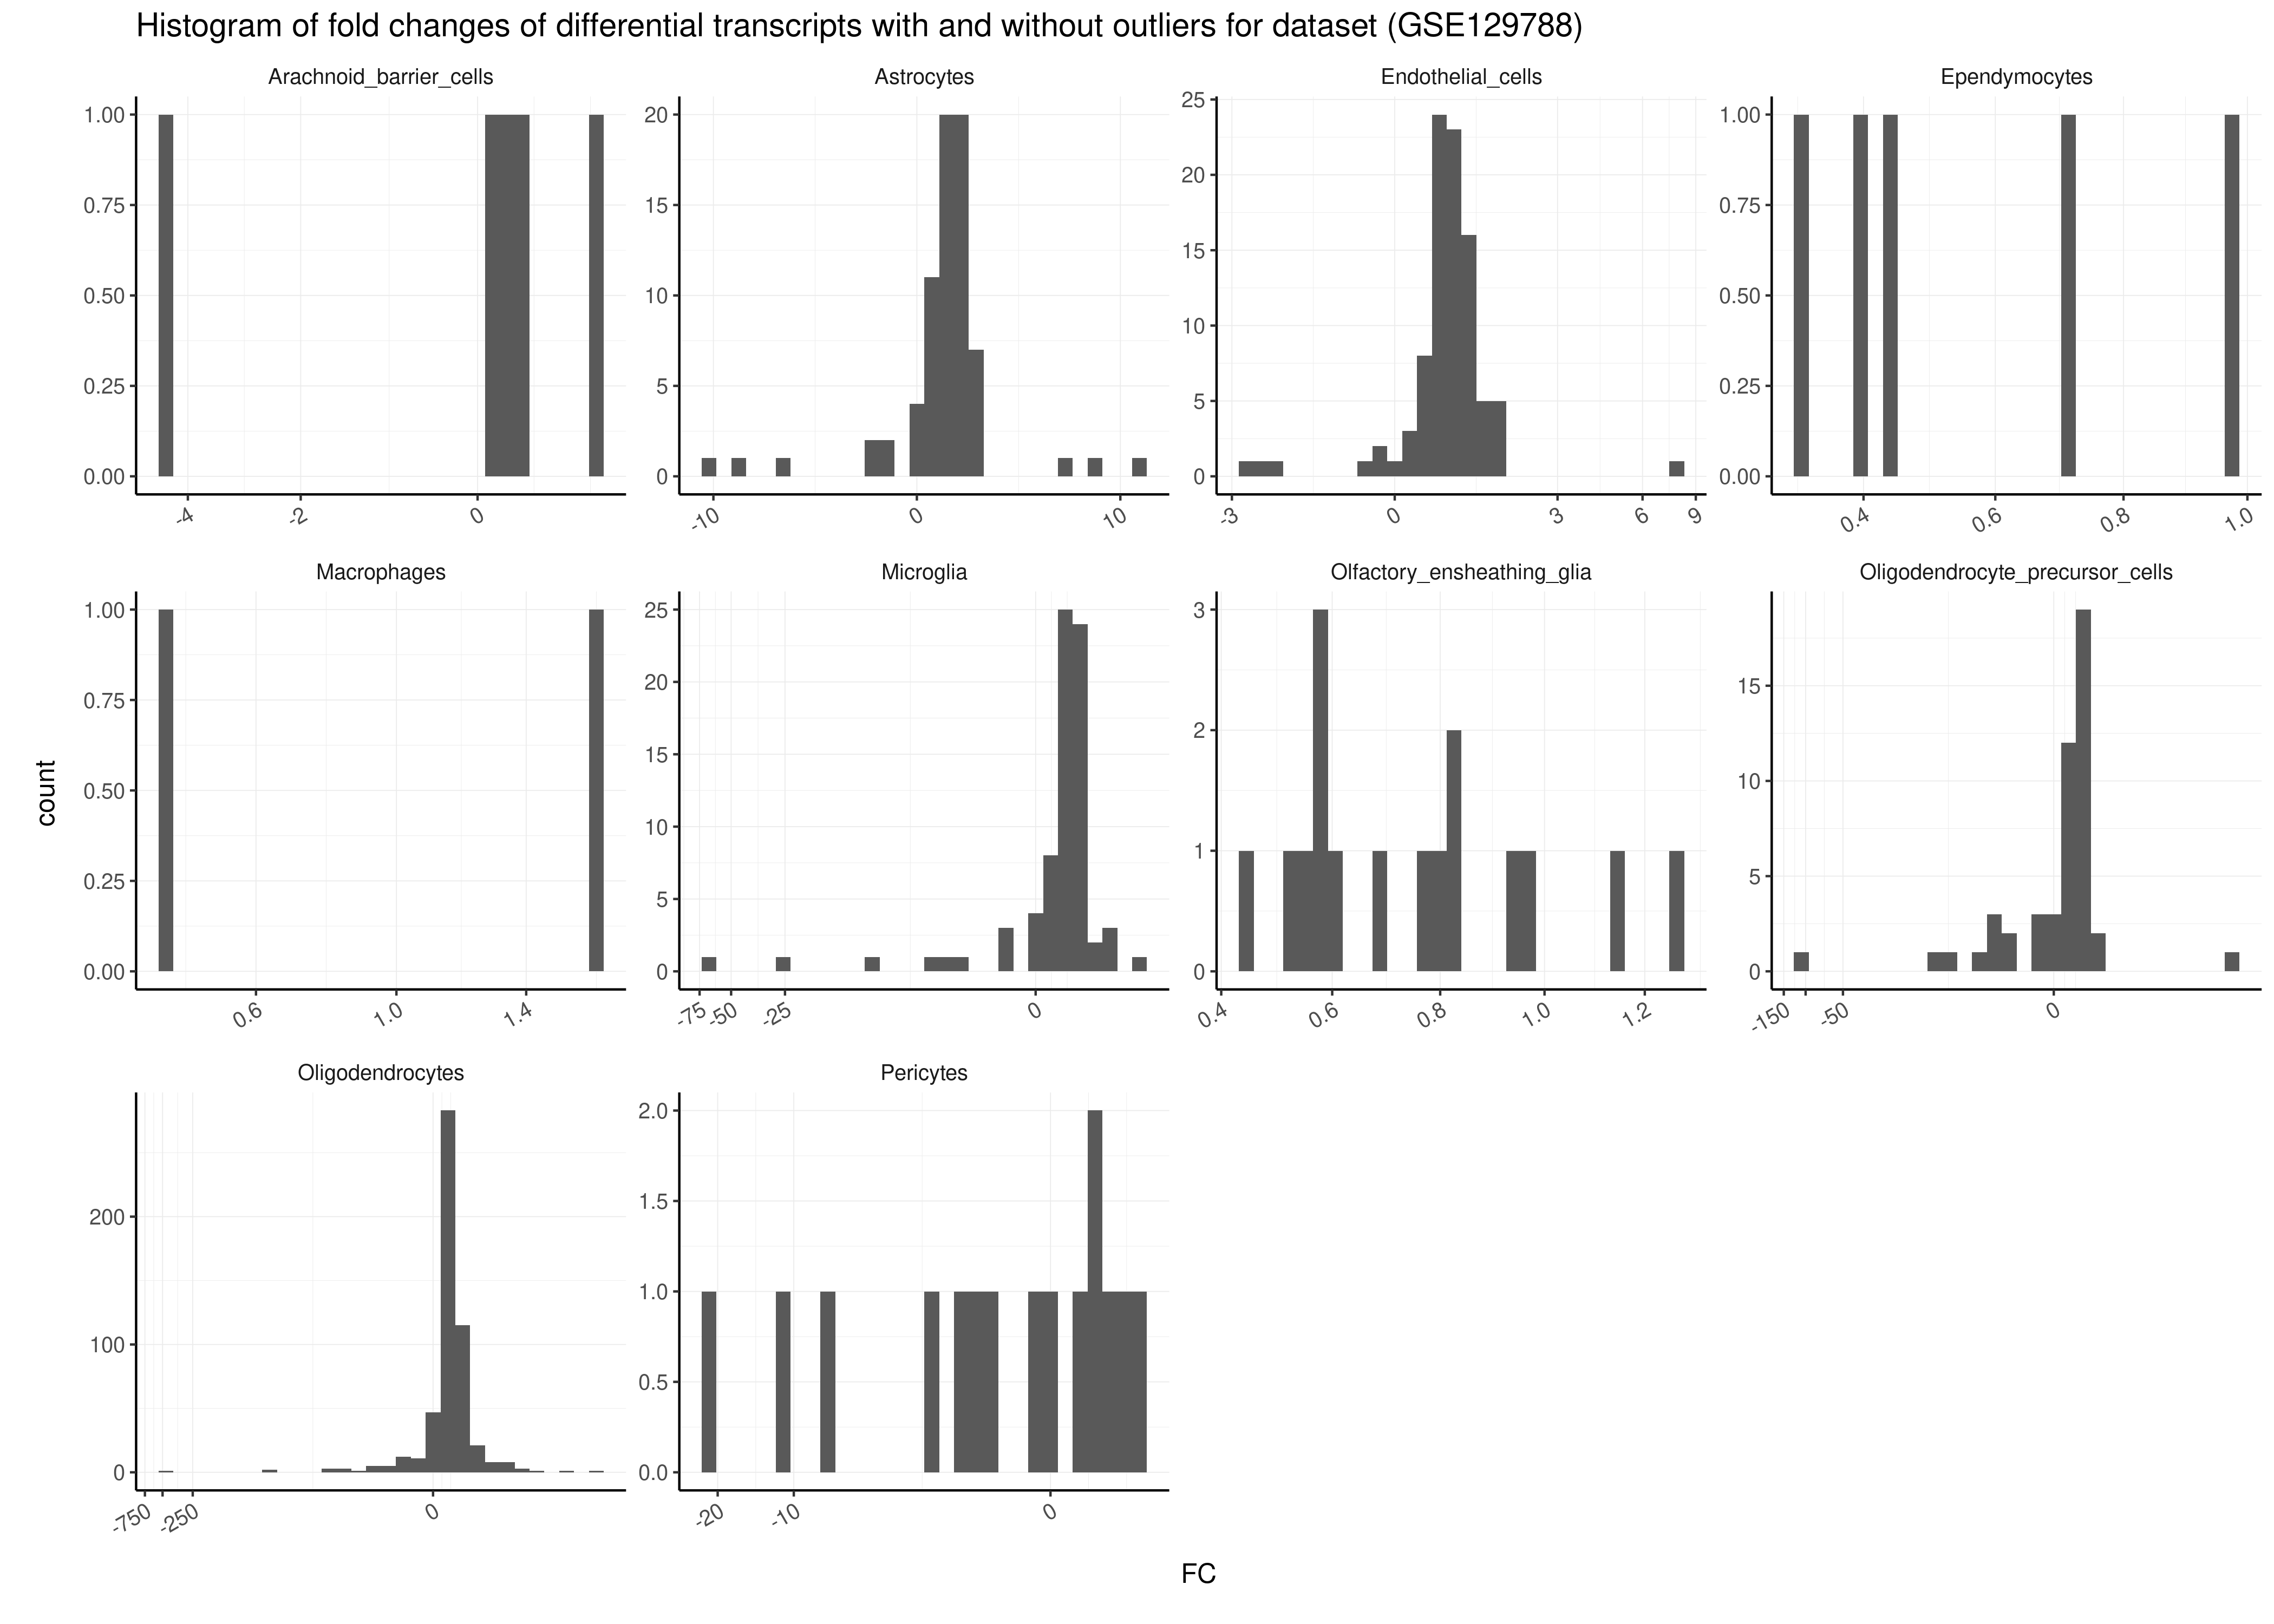 Histogram of fold changes of differential transcripts with and without outliers for dataset (GSE129788)
Arachnoid_barrier_cells
1.00
0.75
0.50
0.25
0.00
-4 -2 0
Astrocytes
20
15
10
5
0
-10 0 10
Endothelial_cells
25
20
15
10
5
0
-3 0 3 6 9
Ependymocytes
1.00
0.75
0.50
0.25
0.00
0.4 0.6 0.8 1.0
count
Macrophages
1.00
0.75
0.50
0.25
0.00
0.6 1.0 1.4
Microglia
25
20
15
10
5
0
-75 -50 -25 0
Olfactory_ensheathing_glia
3
2
1
0
0.4 0.6 0.8 1.0 1.2
Oligodendrocyte_precursor_cells
15
10
5
0
-150 -50 0
Oligodendrocytes
200
100
0
-750 -250 0
Pericytes
2.0
1.5
1.0
0.5
0.0
-20 -10 0
FC